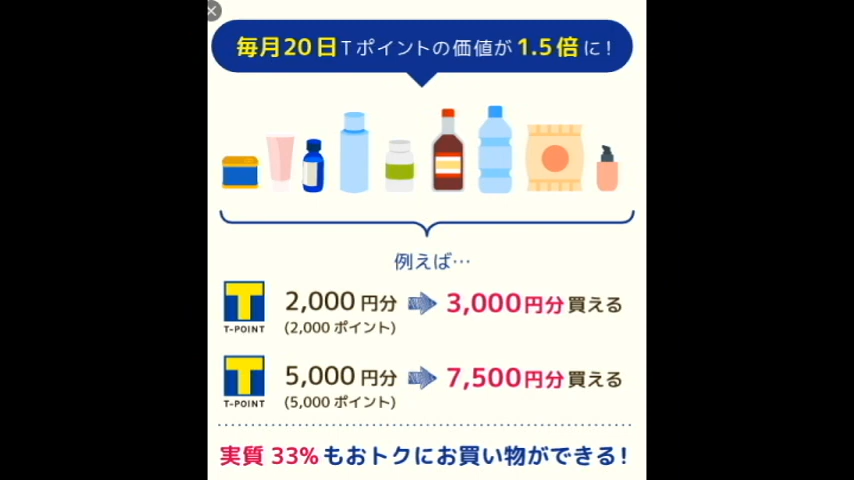 毎月20日Tポイントの価値が1.5倍に！
例えば…
T
T-POINT
2,000円分
3,000円分買える
(2,000ポイント)
T
T-POINT
5,000円分
7,500円分買える
(5,000ポイント)
実質33%もおトクにお買い物ができる！